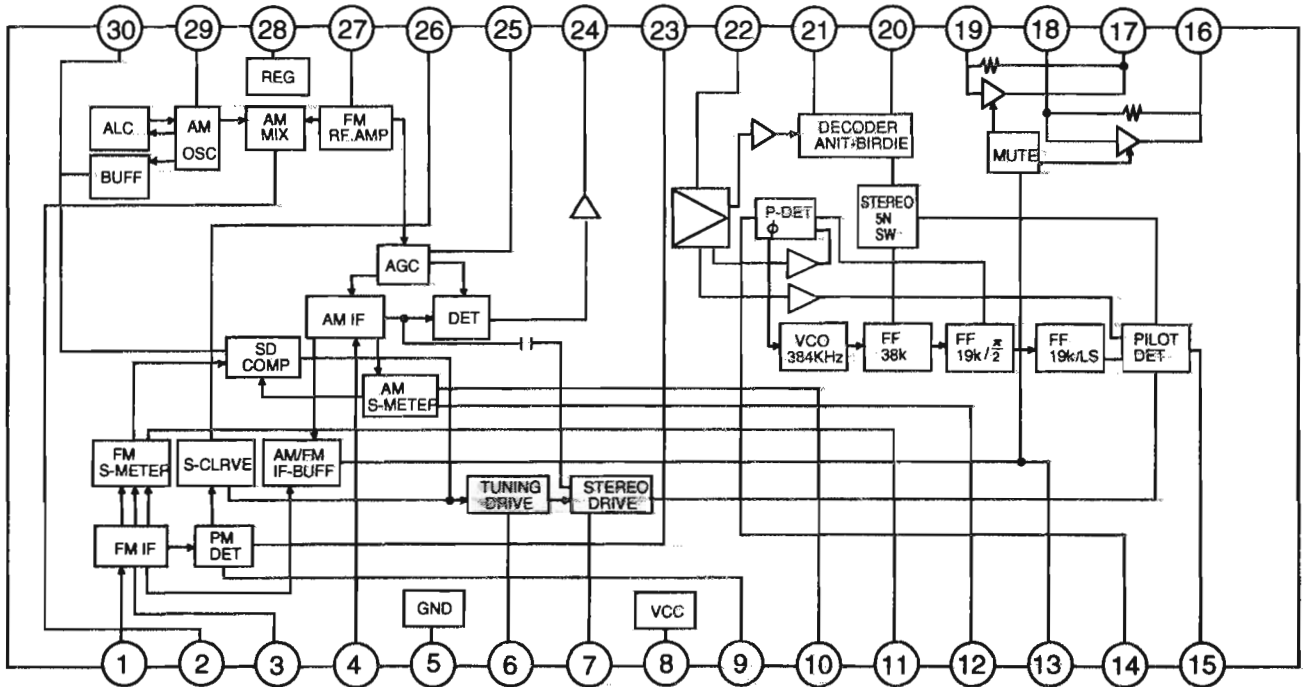 30 29 28 27 26 25 24 23 22 21 20 19 18 17 16
REG
ALC
AM
OSC
AM
MIX
FM
RF.AMP
BUFF
DECODER
ANIT-BIRDIE
MUTE
STEREO
5N
SW
P-DET
ϕ
AGC
AM IF
DET
SD
COMP
AM
S-METER
VCO
384KHz
FF
38k
FF
19k/π/2
FF
19k/LS
PILOT
DET
FM
S-METER
S-CLRVE
AM/FM
IF-BUFF
TUNING
DRIVE
STEREO
DRIVE
FM IF
PM
DET
GND
VCC
1 2 3 4 5 6 7 8 9 10 11 12 13 14 15